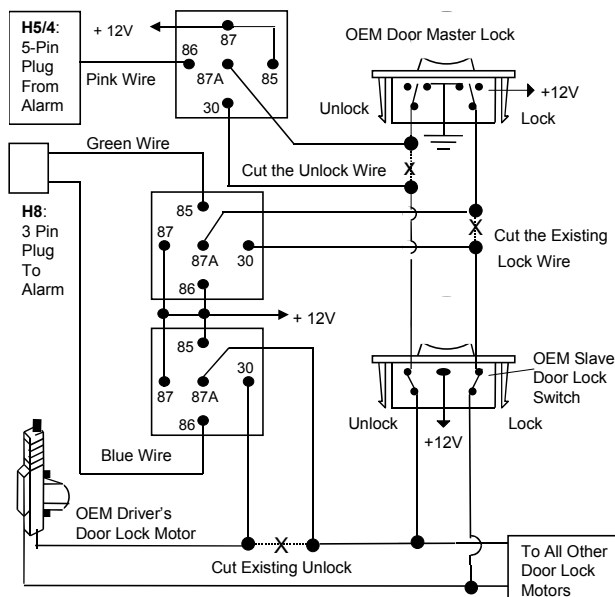 H5/4:
5-Pin
Plug
From
Alarm
+ 12V
87
86
87A
85
30
Pink Wire
OEM Door Master Lock
+12V
Unlock
Lock
Green Wire
Cut the Unlock Wire
X
H8:
3 Pin
Plug
To
Alarm
85
87
87A
30
86
X
Cut the Existing
Lock Wire
+ 12V
85
30
87
87A
86
Blue Wire
OEM Slave
Door Lock
Switch
Unlock
Lock
+12V
OEM Driver's
Door Lock Motor
X
Cut Existing Unlock
To All Other
Door Lock
Motors